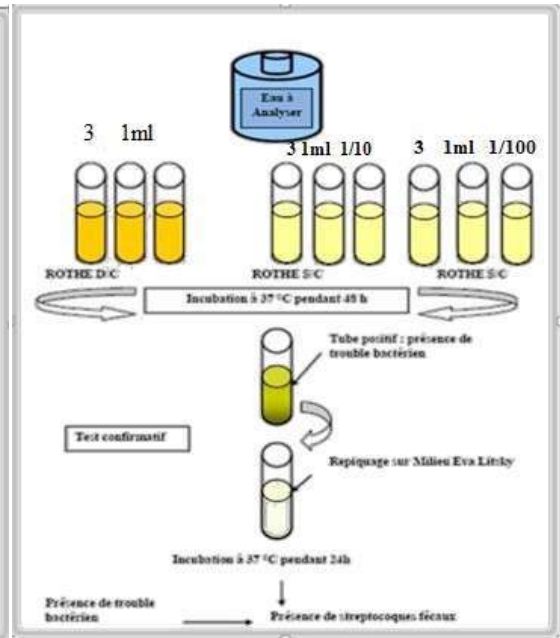 Eau à
Analyser
3 1ml
3 1ml 1/10
3 1ml 1/100
ROTHE D/C
ROTHE S/C
ROTHE S/C
Incubation à 37 °C pendant 48 h
Tube positif : présence de
trouble bactérien
Test confirmatif
Repiquage sur Milieu Eva Litsky
Incubation à 37 °C pendant 24h
Présence de trouble
bactérien
Présence de streptocoques fécaux